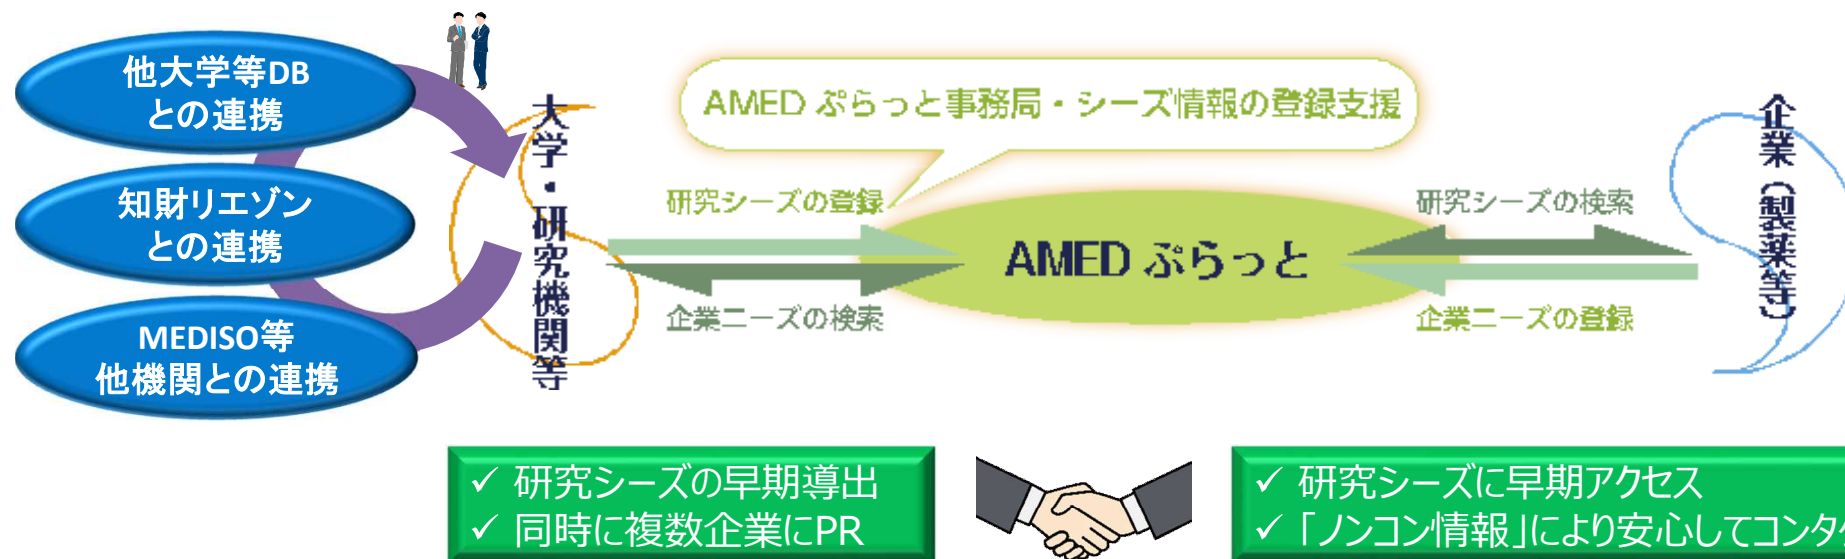 他大学等DB
との連携
知財リエゾン
との連携
MEDISO等
他機関との連携
大学・研究機関等
AMED ぷらっと事務局・シーズ情報の登録支援
研究シーズの登録
企業ニーズの検索
AMED ぷらっと
研究シーズの検索
企業ニーズの登録
企業（製薬等）
✓ 研究シーズの早期導出
✓ 同時に複数企業にPR
✓ 研究シーズに早期アクセス
✓ 「ノンコン情報」により安心してコンタ